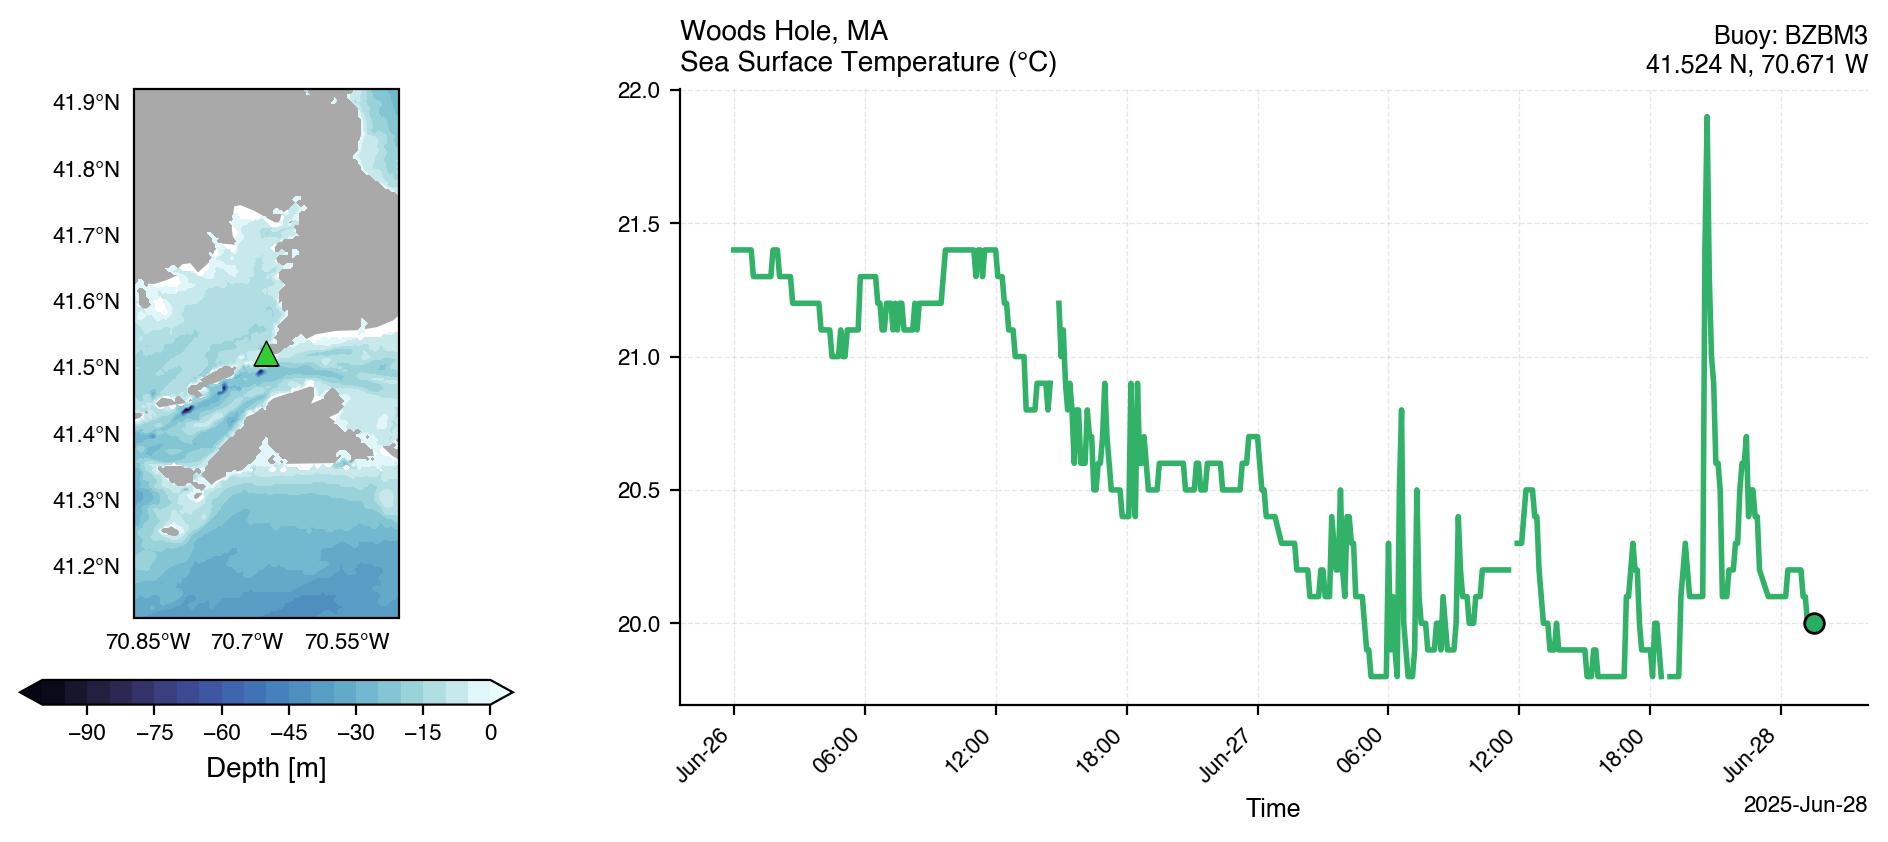 Woods Hole, MA
Sea Surface Temperature (°C)
Buoy: BZBM3
41.524 N, 70.671 W
41.9°N
41.8°N
41.7°N
41.6°N
41.5°N
41.4°N
41.3°N
41.2°N
70.85°W 70.7°W 70.55°W
−90 −75 −60 −45 −30 −15 0
Depth [m]
22.0
21.5
21.0
20.5
20.0
Jun-26 06:00 12:00 18:00 Jun-27 06:00 12:00 18:00 Jun-28
Time
2025-Jun-28